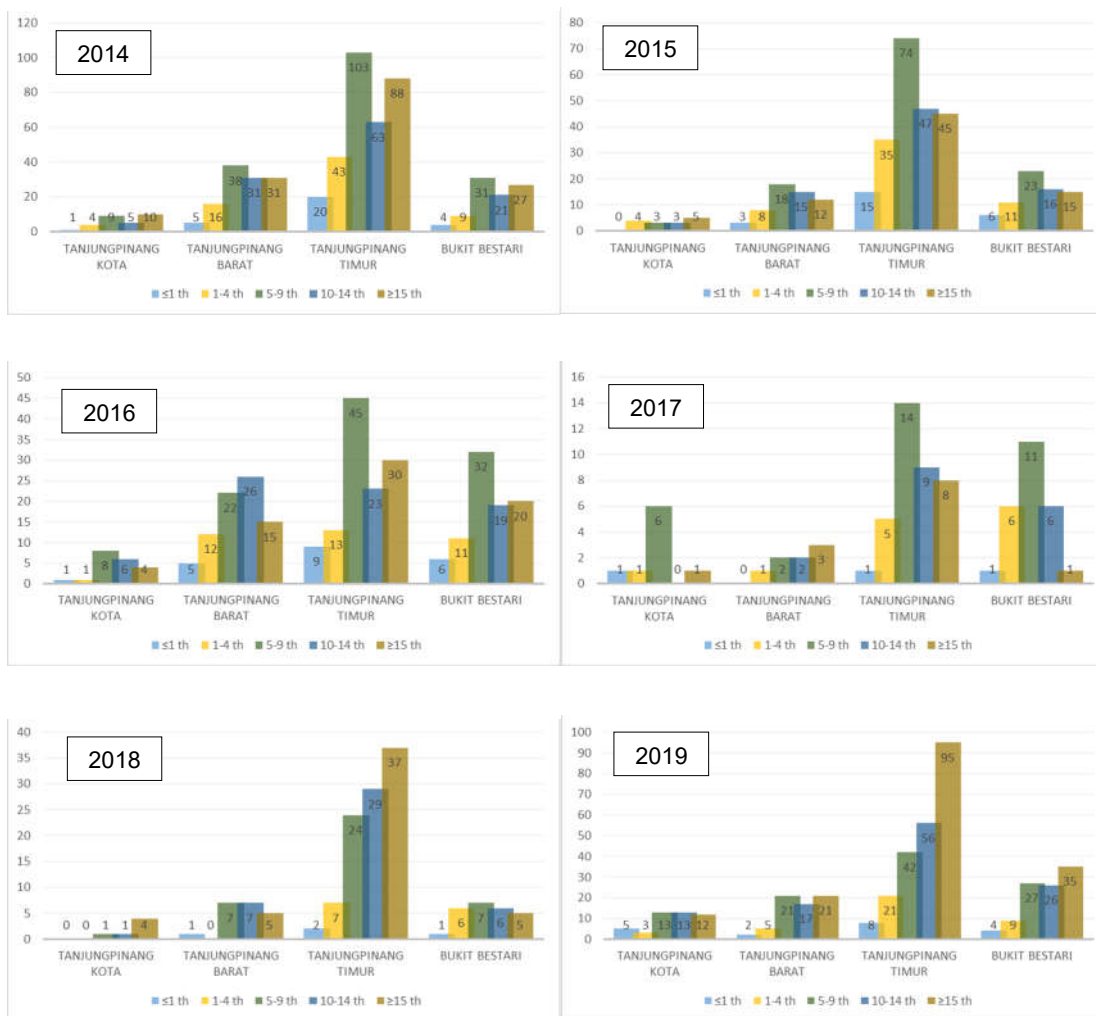 2014
120
100
80
60
40
20
0
1 4 9 5 10
5 16 38 31 31
20 43 103 63 88
4 9 31 21 27
TANJUNGPINANG KOTA
TANJUNGPINANG BARAT
TANJUNGPINANG TIMUR
BUKIT BESTARI
≤1 th 1-4 th 5-9 th 10-14 th ≥15 th
2015
80
70
60
50
40
30
20
10
0
0 4 3 3 5
3 8 18 15 12
15 35 74 47 45
6 11 23 16 15
TANJUNGPINANG KOTA
TANJUNGPINANG BARAT
TANJUNGPINANG TIMUR
BUKIT BESTARI
≤1 th 1-4 th 5-9 th 10-14 th ≥15 th
2016
50
45
40
35
30
25
20
15
10
5
0
1 1 8 6 4
5 12 22 26 15
9 13 45 23 30
6 11 32 19 20
TANJUNGPINANG KOTA
TANJUNGPINANG BARAT
TANJUNGPINANG TIMUR
BUKIT BESTARI
≤1 th 1-4 th 5-9 th 10-14 th ≥15 th
2017
16
14
12
10
8
6
4
2
0
1 1 6 0 1
0 1 2 2 3
1 5 14 9 8
1 6 11 6 1
TANJUNGPINANG KOTA
TANJUNGPINANG BARAT
TANJUNGPINANG TIMUR
BUKIT BESTARI
≤1 th 1-4 th 5-9 th 10-14 th ≥15 th
2018
40
35
30
25
20
15
10
5
0
0 0 1 1 4
1 0 7 7 5
2 7 24 29 37
1 6 7 6 5
TANJUNGPINANG KOTA
TANJUNGPINANG BARAT
TANJUNGPINANG TIMUR
BUKIT BESTARI
≤1 th 1-4 th 5-9 th 10-14 th ≥15 th
2019
100
90
80
70
60
50
40
30
20
10
0
5 3 13 13 12
2 5 21 17 21
8 21 42 56 95
4 9 27 26 35
TANJUNGPINANG KOTA
TANJUNGPINANG BARAT
TANJUNGPINANG TIMUR
BUKIT BESTARI
≤1 th 1-4 th 5-9 th 10-14 th ≥15 th